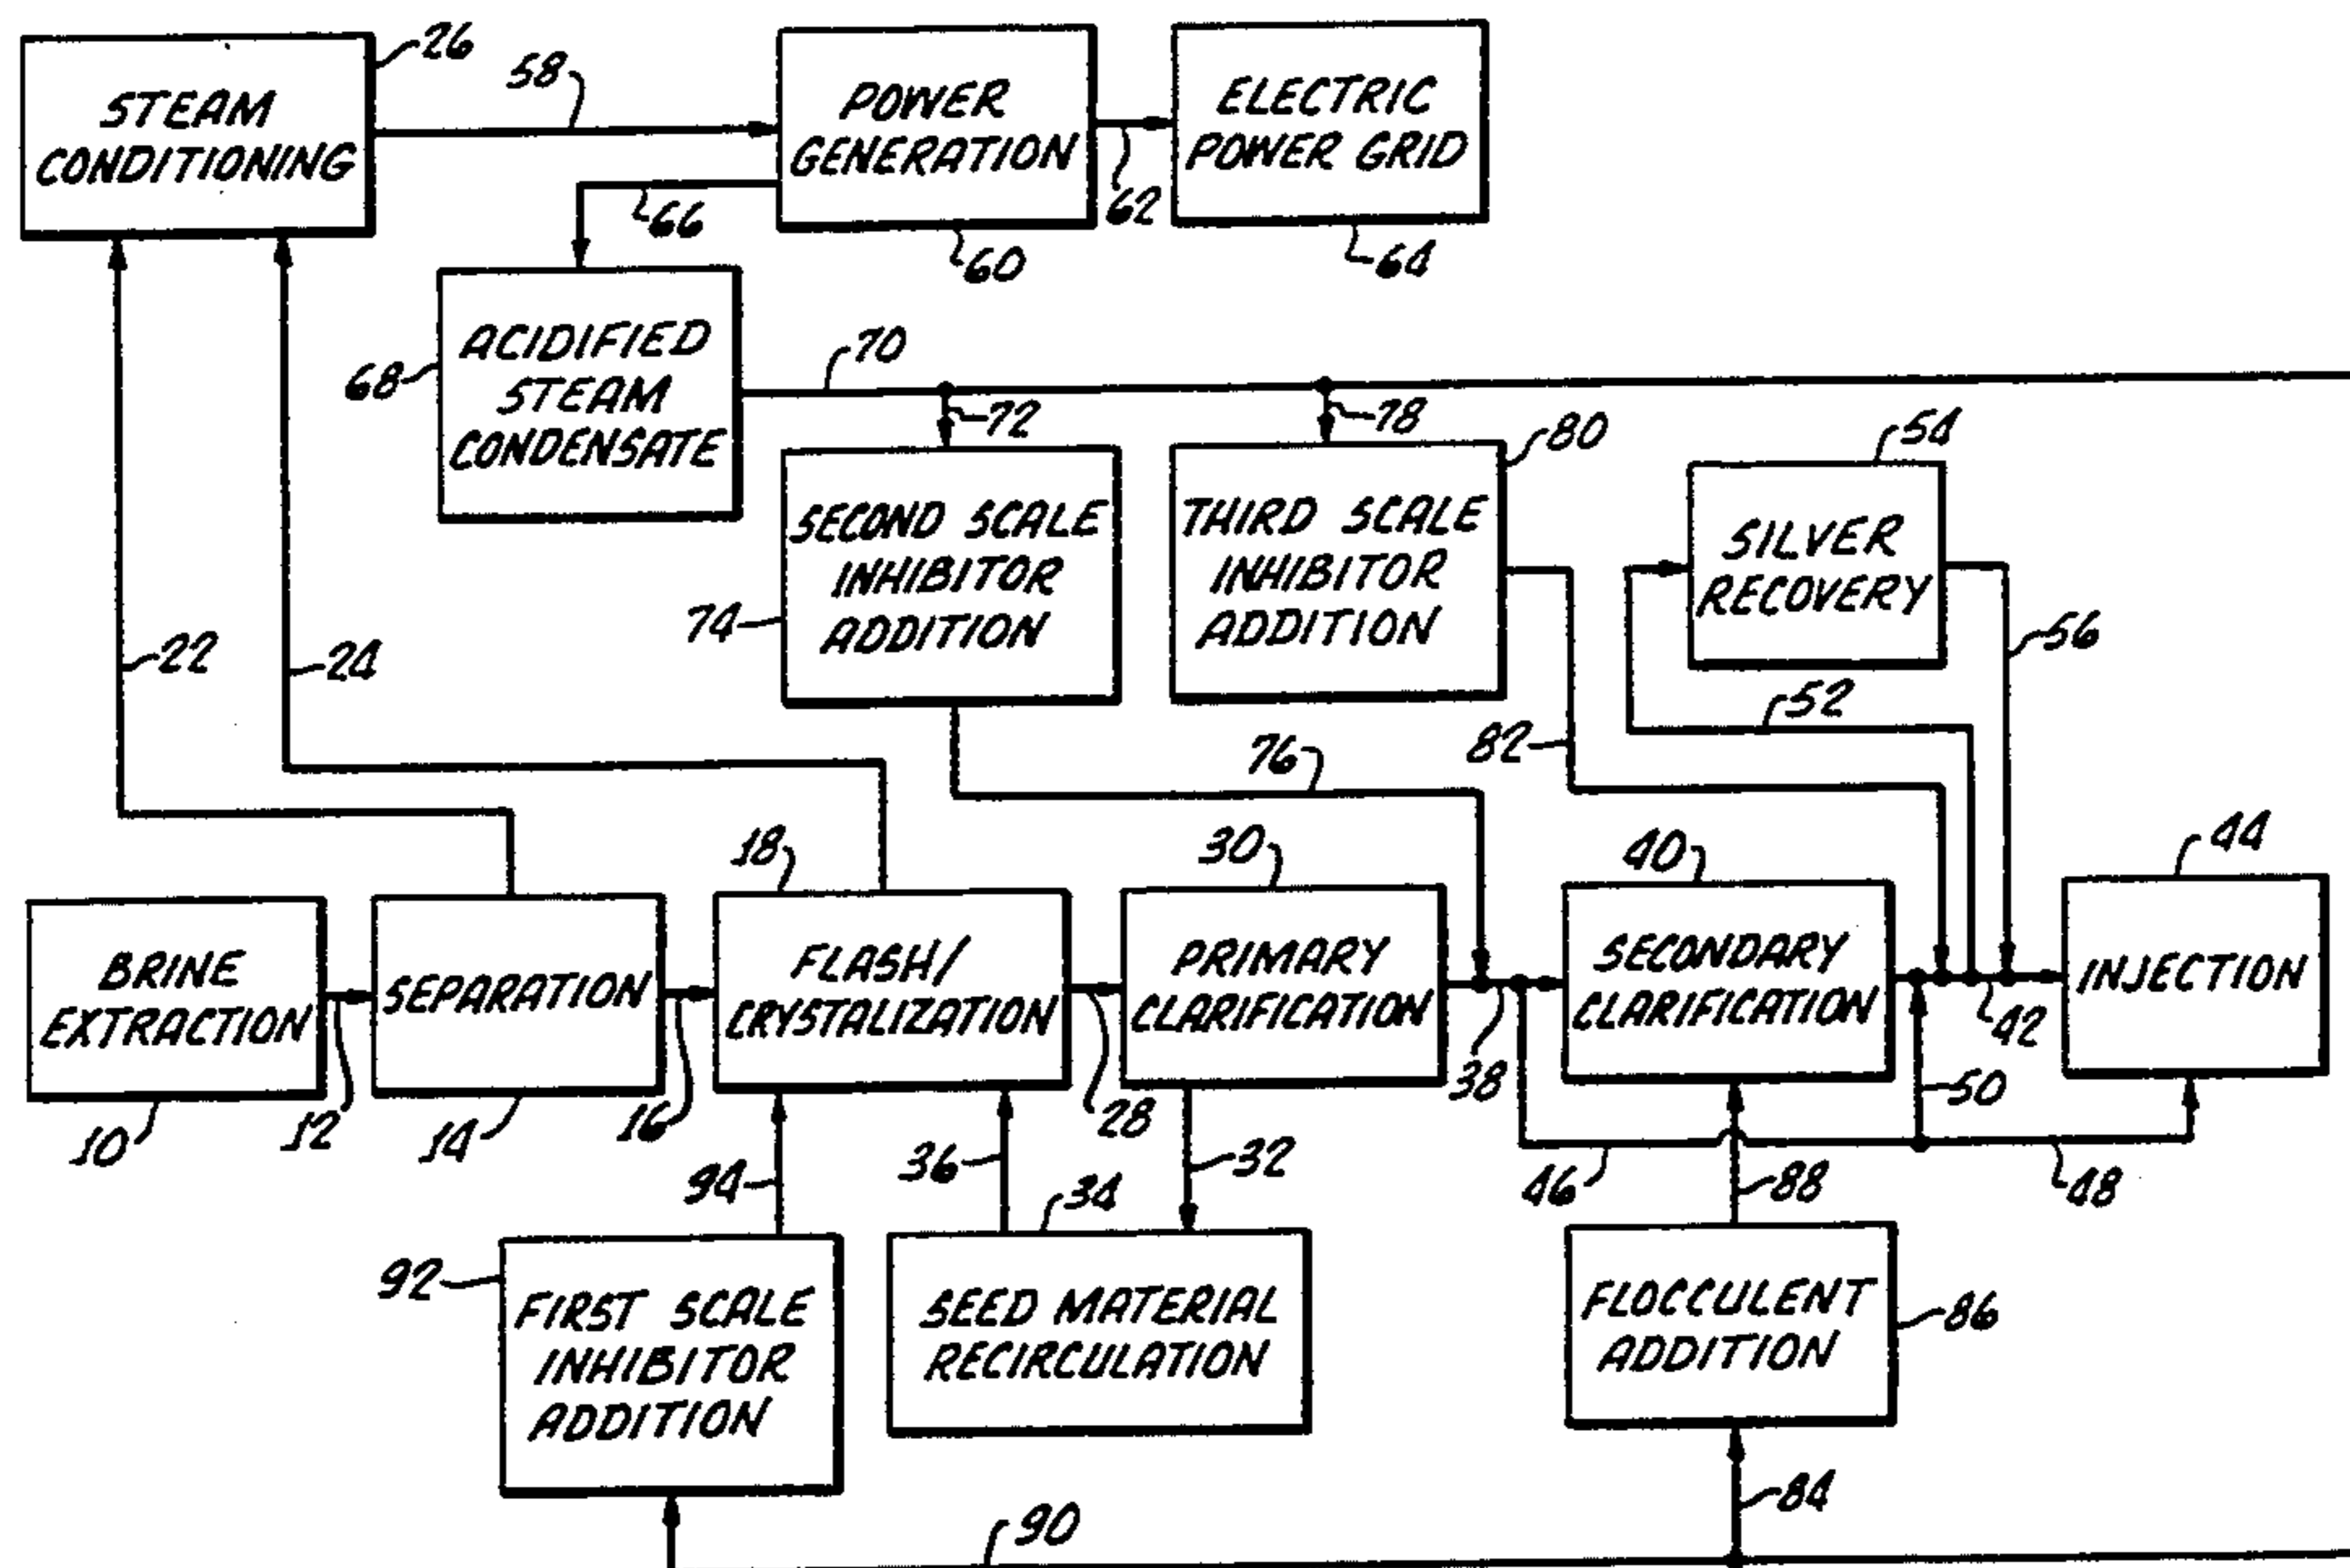 26
58
STEAM
CONDITIONING
POWER
GENERATION
ELECTRIC
POWER GRID
66
62
60
64
ACIDIFIED
STEAM
CONDENSATE
68
70
72
78
80
54
SECOND SCALE
INHIBITOR
ADDITION
74
THIRD SCALE
INHIBITOR
ADDITION
SILVER
RECOVERY
56
22
24
52
82
76
18
30
40
44
BRINE
EXTRACTION
SEPARATION
FLASH/
CRYSTALIZATION
PRIMARY
CLARIFICATION
SECONDARY
CLARIFICATION
INJECTION
42
38
50
10
12
14
16
28
94
36
32
34
46
88
48
92
FIRST SCALE
INHIBITOR
ADDITION
SEED MATERIAL
RECIRCULATION
FLOCCULENT
ADDITION
86
84
90